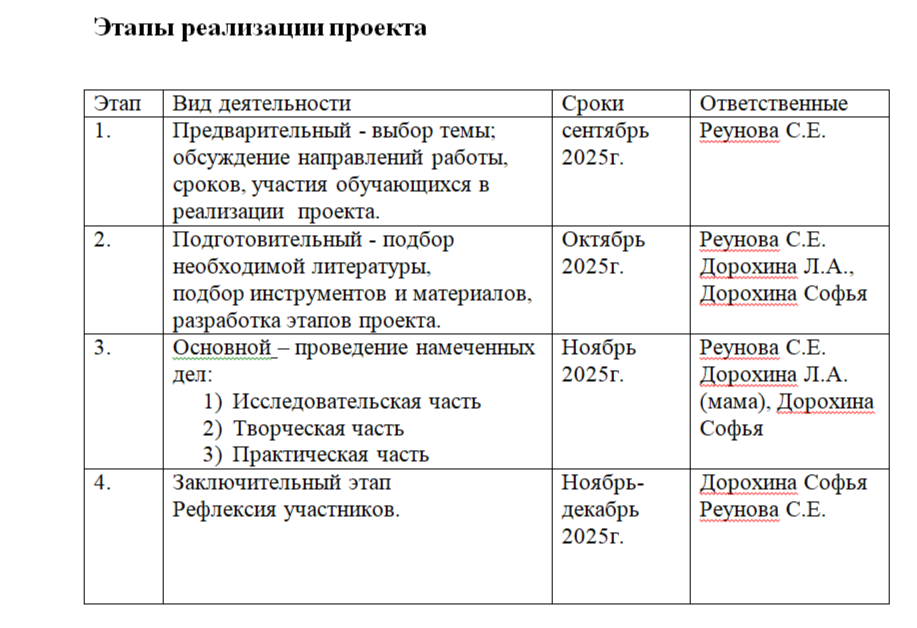 Этапы реализации проекта
Этап Вид деятельности Сроки Ответственные
1. Предварительный - выбор темы; сентябрь Реунова С.Е.
обсуждение направлений работы, 2025г.
сроков, участия обучающихся в
реализации проекта.
2. Подготовительный - подбор Октябрь Реунова С.Е.
необходимой литературы, 2025г. Дорохина Л.А.,
подбор инструментов и материалов, Дорохина Софья
разработка этапов проекта.
3. Основной – проведение намеченных Ноябрь Реунова С.Е.
дел: 2025г. Дорохина Л.А.
1) Исследовательская часть (мама), Дорохина
2) Творческая часть Софья
3) Практическая часть
4. Заключительный этап Ноябрь- Дорохина Софья
Рефлексия участников. декабрь Реунова С.Е.
2025г.